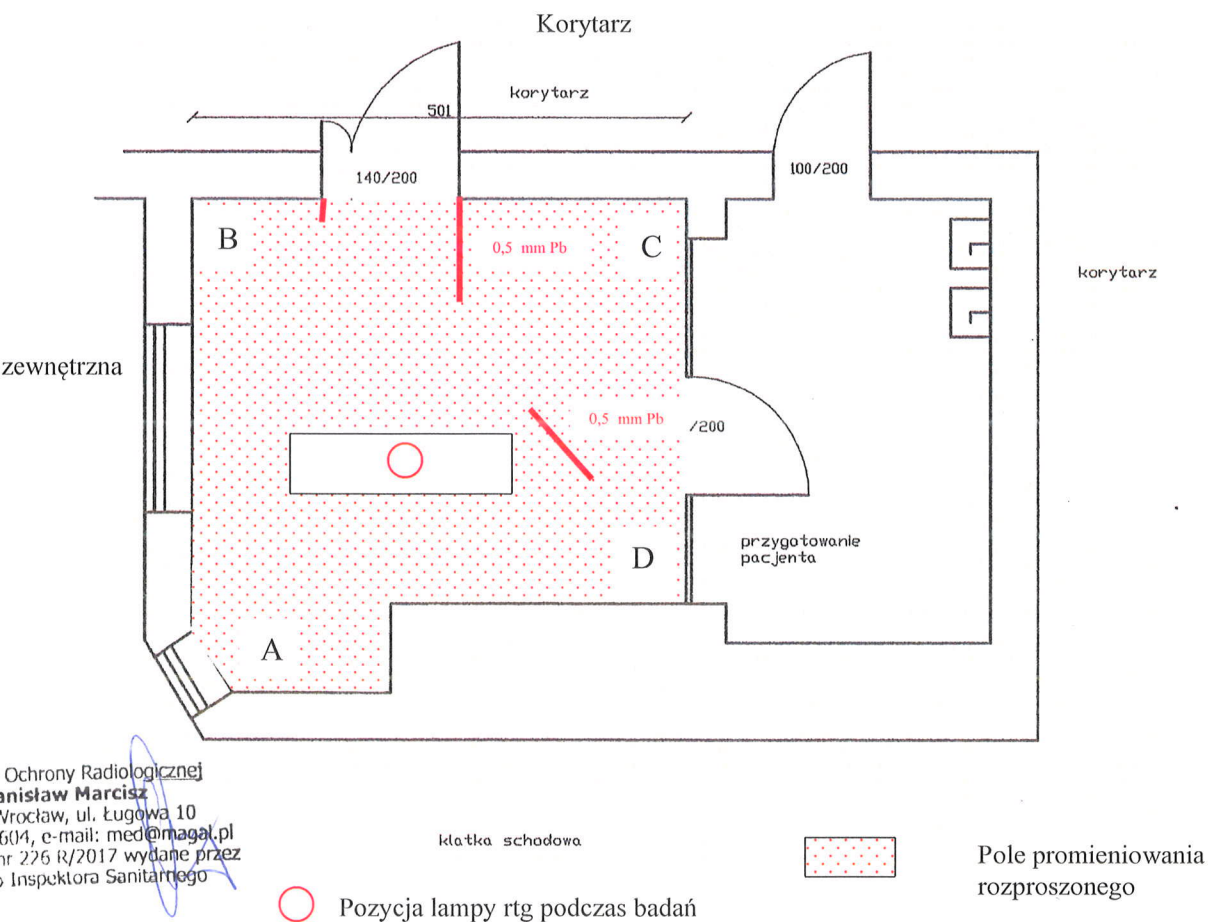 Korytarz
korytarz
501
140/200
100/200
B
C
0,5 mm Pb
korytarz
zewnętrzna
0,5 mm Pb
/200
D
przygotowanie
pacjenta
A
Ochrony Radiologicznej
anisław Marcisz
Wrocław, ul. Ługowa 10
604, e-mail: med@magal.pl
nr 226 R/2017 wydane przez
Inspektora Sanitarnego
klatka schodowa
Pole promieniowania
rozproszonego
Pozycja lampy rtg podczas badań